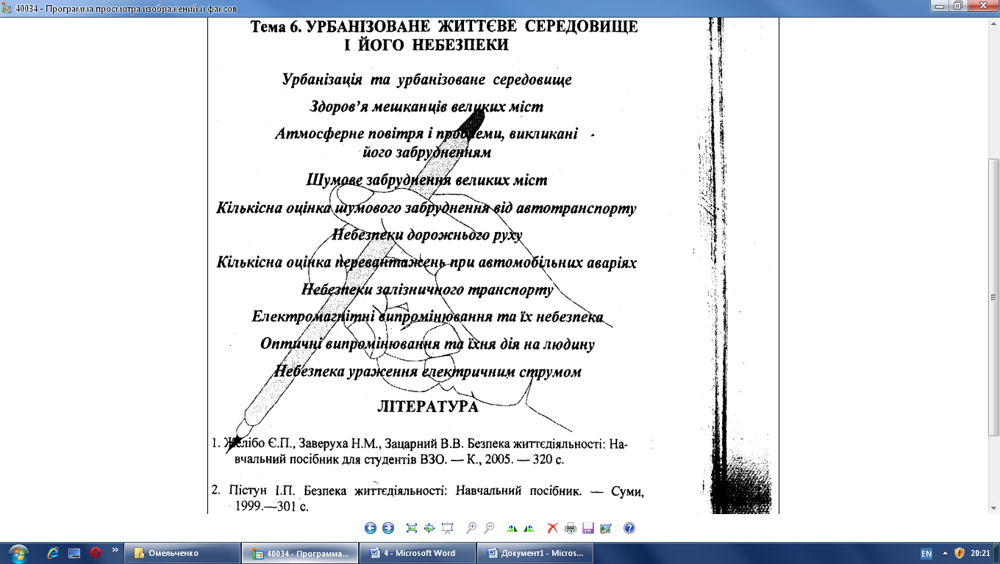 40034 - Программа просмотра изображений и факсов
Тема 6. УРБАНІЗОВАНЕ ЖИТТЄВЕ СЕРЕДОВИЩЕ
І ЙОГО НЕБЕЗПЕКИ
Урбанізація та урбанізоване середовище
Здоров’я мешканців великих міст
Атмосферне повітря і проблеми, викликані
його забрудненням
Шумове забруднення великих міст
Кількісна оцінка шумового забруднення від автотранспорту
Небезпеки дорожнього руху
Кількісна оцінка перевантажень при автомобільних аваріях
Небезпеки залізничного транспорту
Електромагнітні випромінювання та їх небезпека
Оптичні випромінювання та їхня дія на людину
Небезпека ураження електричним струмом
ЛІТЕРАТУРА
1. Желібо Є.П., Заверуха Н.М., Зацарний В.В. Безпека життєдіяльності: На-
вчальний посібник для студентів ВЗО. — К., 2005. — 320 с.
2. Пістун І.П. Безпека життєдіяльності: Навчальний посібник. — Суми,
1999.—301 с.
Омельченко
40034 - Программа...
4 - Microsoft Word
Документ1 - Micros...
EN
20:21